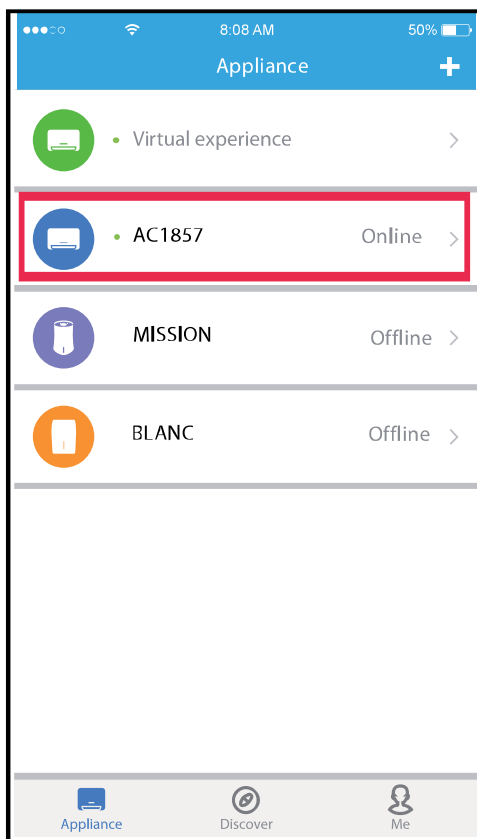 8:08 AM 50%
Appliance +
Virtual experience
AC1857 Online
MISSION Offline
BLANC Offline
Appliance Discover Me